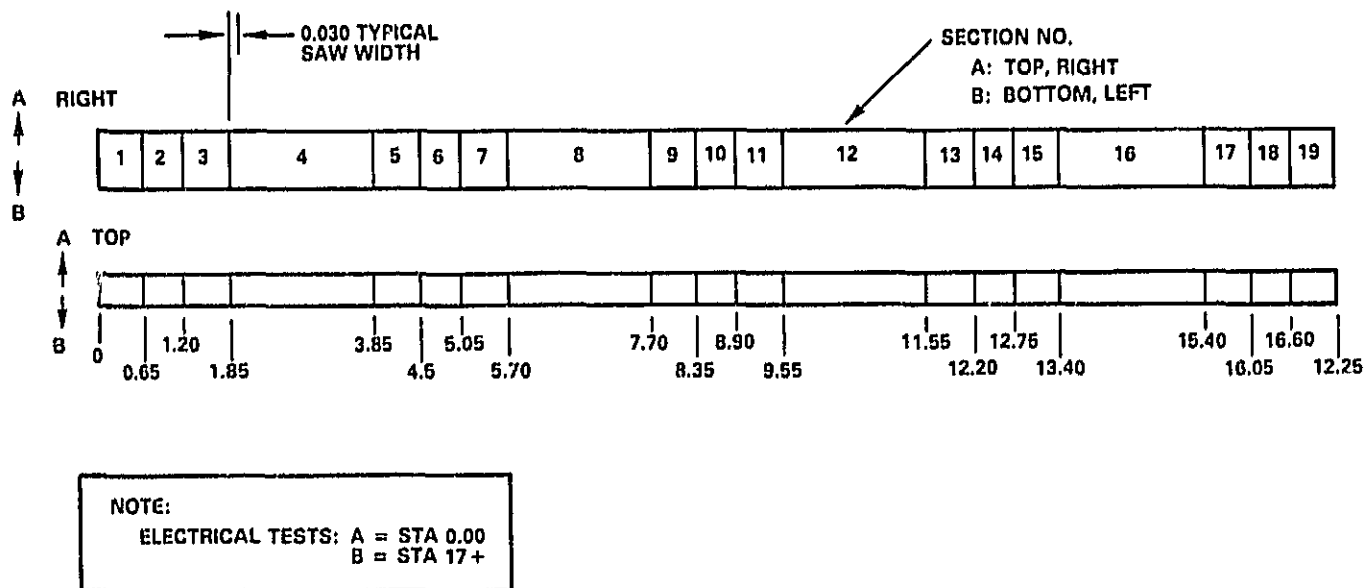 0.030 TYPICAL
SAW WIDTH
SECTION NO.
A: TOP, RIGHT
B: BOTTOM, LEFT
A RIGHT
B
1 2 3 4 5 6 7 8 9 10 11 12 13 14 15 16 17 18 19
A TOP
B
0 1.20 5.05 7.70 8.90 11.55 12.75 15.40 16.60
0.65 1.85 3.85 4.5 5.70 8.35 9.55 12.20 13.40 16.05 12.25
NOTE:
ELECTRICAL TESTS: A = STA 0.00
B = STA 17+